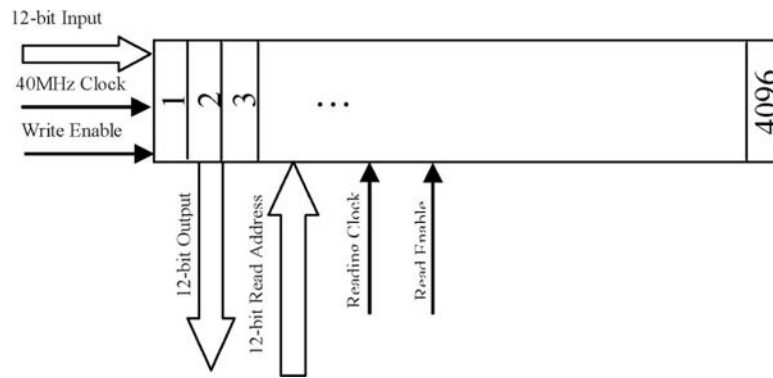 12-bit Input
40MHz Clock
Write Enable
1
2
3
...
4096
12-bit Output
12-bit Read Address
Reading Clock
Read Enable